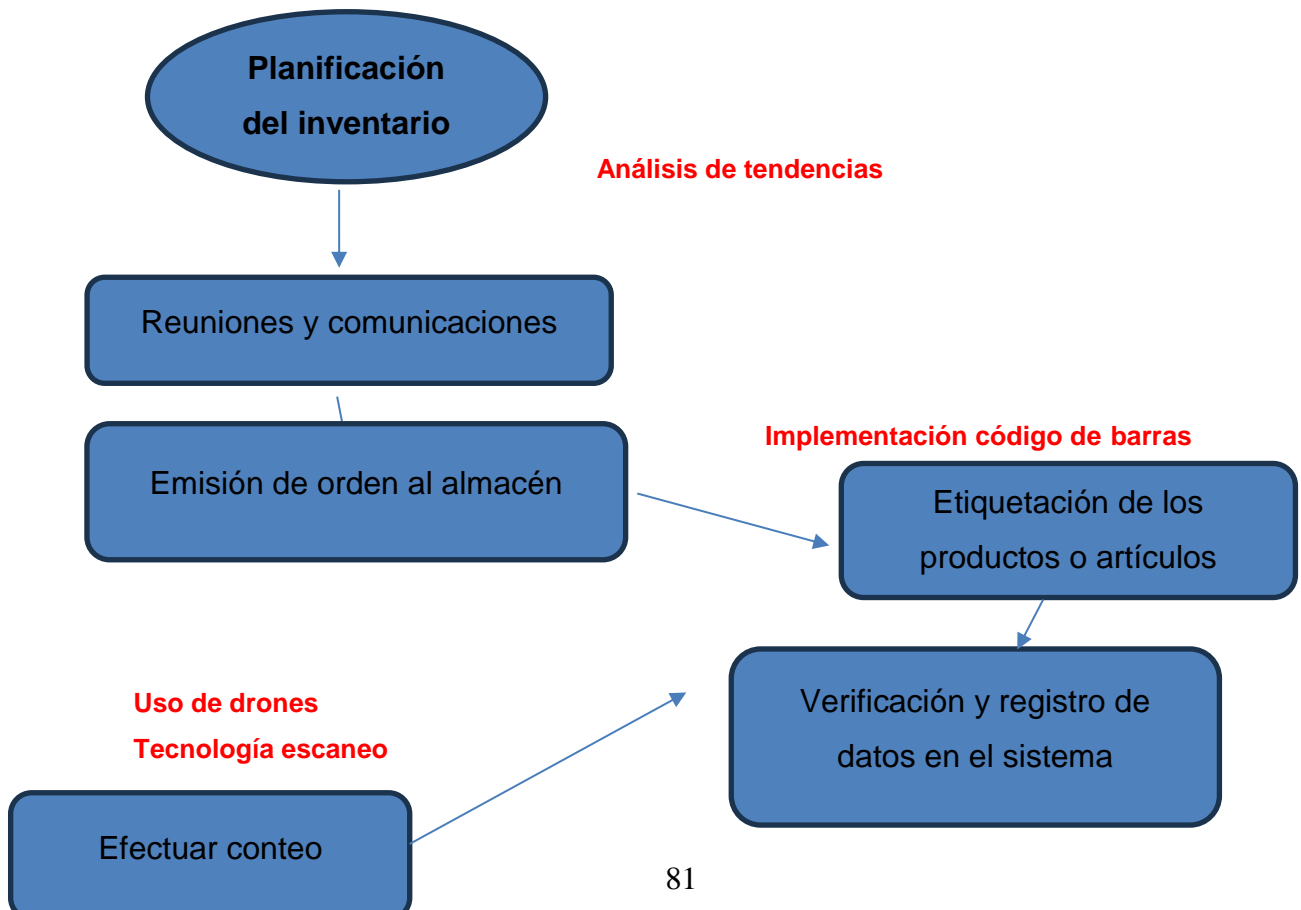 Planificación
del inventario
Análisis de tendencias
Reuniones y comunicaciones
Implementación código de barras
Emisión de orden al almacén
Etiquetación de los
productos o artículos
Uso de drones
Tecnología escaneo
Verificación y registro de
datos en el sistema
Efectuar conteo
81